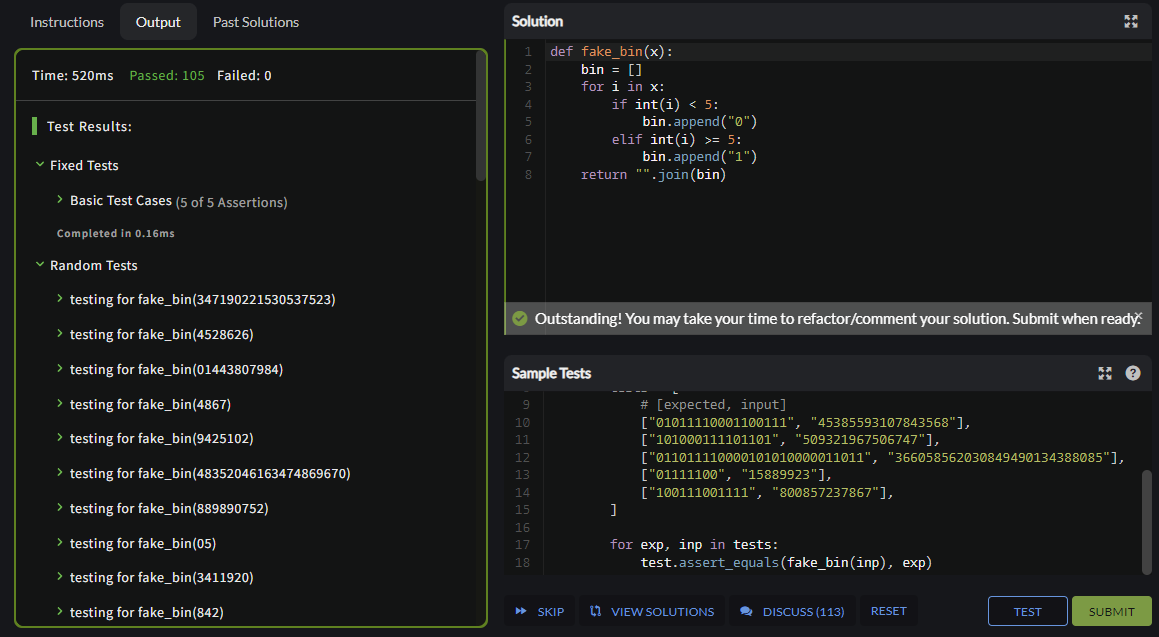 Instructions
Output
Past Solutions
Time: 520ms Passed: 105 Failed: 0
Test Results:
Fixed Tests
Basic Test Cases (5 of 5 Assertions)
Completed in 0.16ms
Random Tests
testing for fake_bin(347190221530537523)
testing for fake_bin(4528626)
testing for fake_bin(01443807984)
testing for fake_bin(4867)
testing for fake_bin(9425102)
testing for fake_bin(48352046163474869670)
testing for fake_bin(889890752)
testing for fake_bin(05)
testing for fake_bin(3411920)
testing for fake_bin(842)
Solution
1 def fake_bin(x):
2 bin = []
3 for i in x:
4 if int(i) < 5:
5 bin.append("0")
6 elif int(i) >= 5:
7 bin.append("1")
8 return "".join(bin)
Outstanding! You may take your time to refactor/comment your solution. Submit when ready.
Sample Tests
9 # [expected, input]
10 ["01011110001100111", "45385593107843568"],
11 ["101000111101101", "509321967506747"],
12 ["011011110000101010000011011", "366058562030849490134388085"],
13 ["01111100", "15889923"],
14 ["100111001111", "800857237867"],
15 ]
16
17 for exp, inp in tests:
18 test.assert_equals(fake_bin(inp), exp)
SKIP
VIEW SOLUTIONS
DISCUSS (113)
RESET
TEST
SUBMIT